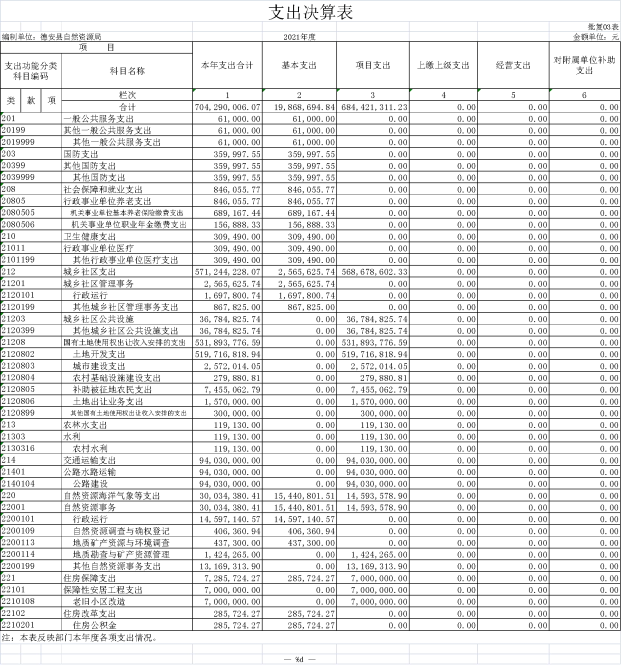 支出决算表
批复03表
编制单位：德安县自然资源局 2021年度 金额单位：元
项 目 本年支出合计 基本支出 项目支出 上缴上级支出 经营支出 对附属单位补助支出
支出功能分类科目编码 科目名称
类 款 项 栏次 1 2 3 4 5 6
合计 704,290,006.07 19,868,694.84 684,421,311.23 0.00 0.00 0.00
201 一般公共服务支出 61,000.00 61,000.00 0.00 0.00 0.00 0.00
20199 其他一般公共服务支出 61,000.00 61,000.00 0.00 0.00 0.00 0.00
2019999 其他一般公共服务支出 61,000.00 61,000.00 0.00 0.00 0.00 0.00
203 国防支出 359,997.55 359,997.55 0.00 0.00 0.00 0.00
20399 其他国防支出 359,997.55 359,997.55 0.00 0.00 0.00 0.00
2039999 其他国防支出 359,997.55 359,997.55 0.00 0.00 0.00 0.00
208 社会保障和就业支出 846,055.77 846,055.77 0.00 0.00 0.00 0.00
20805 行政事业单位养老支出 846,055.77 846,055.77 0.00 0.00 0.00 0.00
2080505 机关事业单位基本养老保险缴费支出 689,167.44 689,167.44 0.00 0.00 0.00 0.00
2080506 机关事业单位职业年金缴费支出 156,888.33 156,888.33 0.00 0.00 0.00 0.00
210 卫生健康支出 309,490.00 309,490.00 0.00 0.00 0.00 0.00
21011 行政事业单位医疗 309,490.00 309,490.00 0.00 0.00 0.00 0.00
2101199 其他行政事业单位医疗支出 309,490.00 309,490.00 0.00 0.00 0.00 0.00
212 城乡社区支出 571,244,228.07 2,565,625.74 568,678,602.33 0.00 0.00 0.00
21201 城乡社区管理事务 2,565,625.74 2,565,625.74 0.00 0.00 0.00 0.00
2120101 行政运行 1,697,800.74 1,697,800.74 0.00 0.00 0.00 0.00
2120199 其他城乡社区管理事务支出 867,825.00 867,825.00 0.00 0.00 0.00 0.00
21203 城乡社区公共设施 36,784,825.74 0.00 36,784,825.74 0.00 0.00 0.00
2120399 其他城乡社区公共设施支出 36,784,825.74 0.00 36,784,825.74 0.00 0.00 0.00
21208 国有土地使用权出让收入安排的支出 531,893,776.59 0.00 531,893,776.59 0.00 0.00 0.00
2120802 土地开发支出 519,716,818.94 0.00 519,716,818.94 0.00 0.00 0.00
2120803 城市建设支出 2,572,014.05 0.00 2,572,014.05 0.00 0.00 0.00
2120804 农村基础设施建设支出 279,880.81 0.00 279,880.81 0.00 0.00 0.00
2120805 补助被征地农民支出 7,455,062.79 0.00 7,455,062.79 0.00 0.00 0.00
2120806 土地出让业务支出 1,570,000.00 0.00 1,570,000.00 0.00 0.00 0.00
2120899 其他国有土地使用权出让收入安排的支出 300,000.00 0.00 300,000.00 0.00 0.00 0.00
213 农林水支出 119,130.00 0.00 119,130.00 0.00 0.00 0.00
21303 水利 119,130.00 0.00 119,130.00 0.00 0.00 0.00
2130316 农村水利 119,130.00 0.00 119,130.00 0.00 0.00 0.00
214 交通运输支出 94,030,000.00 0.00 94,030,000.00 0.00 0.00 0.00
21401 公路水路运输 94,030,000.00 0.00 94,030,000.00 0.00 0.00 0.00
2140104 公路建设 94,030,000.00 0.00 94,030,000.00 0.00 0.00 0.00
220 自然资源海洋气象等支出 30,034,380.41 15,440,801.51 14,593,578.90 0.00 0.00 0.00
22001 自然资源事务 30,034,380.41 15,440,801.51 14,593,578.90 0.00 0.00 0.00
2200101 行政运行 14,597,140.57 14,597,140.57 0.00 0.00 0.00 0.00
2200109 自然资源调查与确权登记 406,360.94 406,360.94 0.00 0.00 0.00 0.00
2200113 地质矿产资源与环境调查 437,300.00 437,300.00 0.00 0.00 0.00 0.00
2200114 地质勘查与矿产资源管理 1,424,265.00 0.00 1,424,265.00 0.00 0.00 0.00
2200199 其他自然资源事务支出 13,169,313.90 0.00 13,169,313.90 0.00 0.00 0.00
221 住房保障支出 7,285,724.27 285,724.27 7,000,000.00 0.00 0.00 0.00
22101 保障性安居工程支出 7,000,000.00 0.00 7,000,000.00 0.00 0.00 0.00
2210108 老旧小区改造 7,000,000.00 0.00 7,000,000.00 0.00 0.00 0.00
22102 住房改革支出 285,724.27 285,724.27 0.00 0.00 0.00 0.00
2210201 住房公积金 285,724.27 285,724.27 0.00 0.00 0.00 0.00
注：本表反映部门本年度各项支出情况。
— %d —